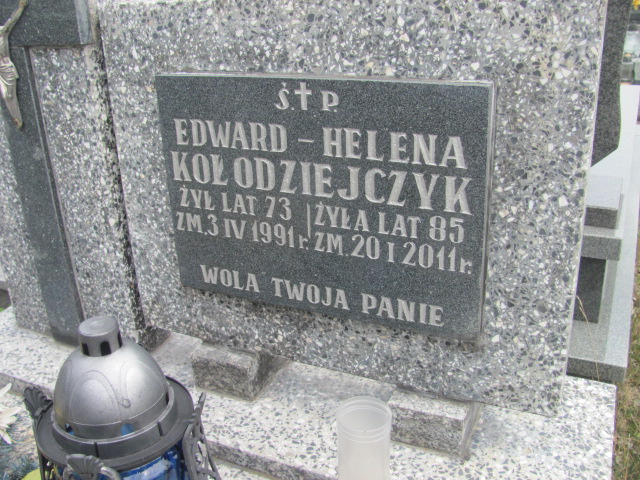 Ś † P.
EDWARD – HELENA
KOŁODZIEJCZYK
ŻYŁ LAT 73 | ŻYŁA LAT 85
ZM. 3 IV 1991 r. | ZM. 20 I 2011 r.
WOLA TWOJA PANIE